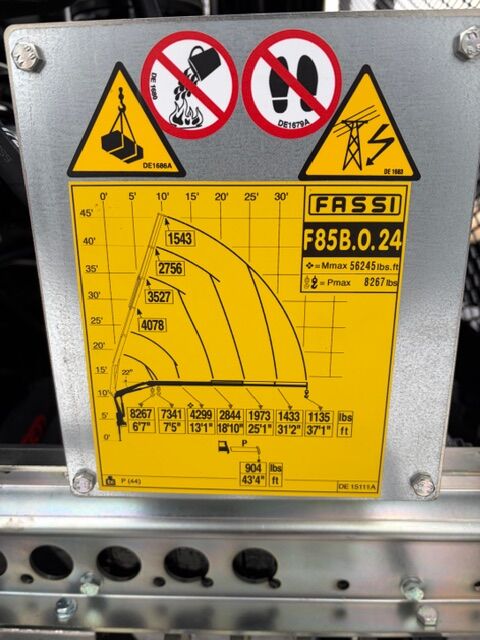 DE 1680
DE1679A
DE1686A
DE 1683
0' 5' 10' 15° 20' 25' 30'
FASSI
F85B.0.24
= Mmax 56245 lbs.ft
= Pmax 8267 lbs
45'
40'
35'
30'
25'
20'
15'
10'
5'
0'
1543
2756
3527
4078
22°
8267 7341 4299 2844 1973 1433 1135 lbs
6'7" 7'5" 13'1" 18'10" 25'1" 31'2" 37'1" ft
P
904 lbs
43'4" ft
P (44)
DE 15111A